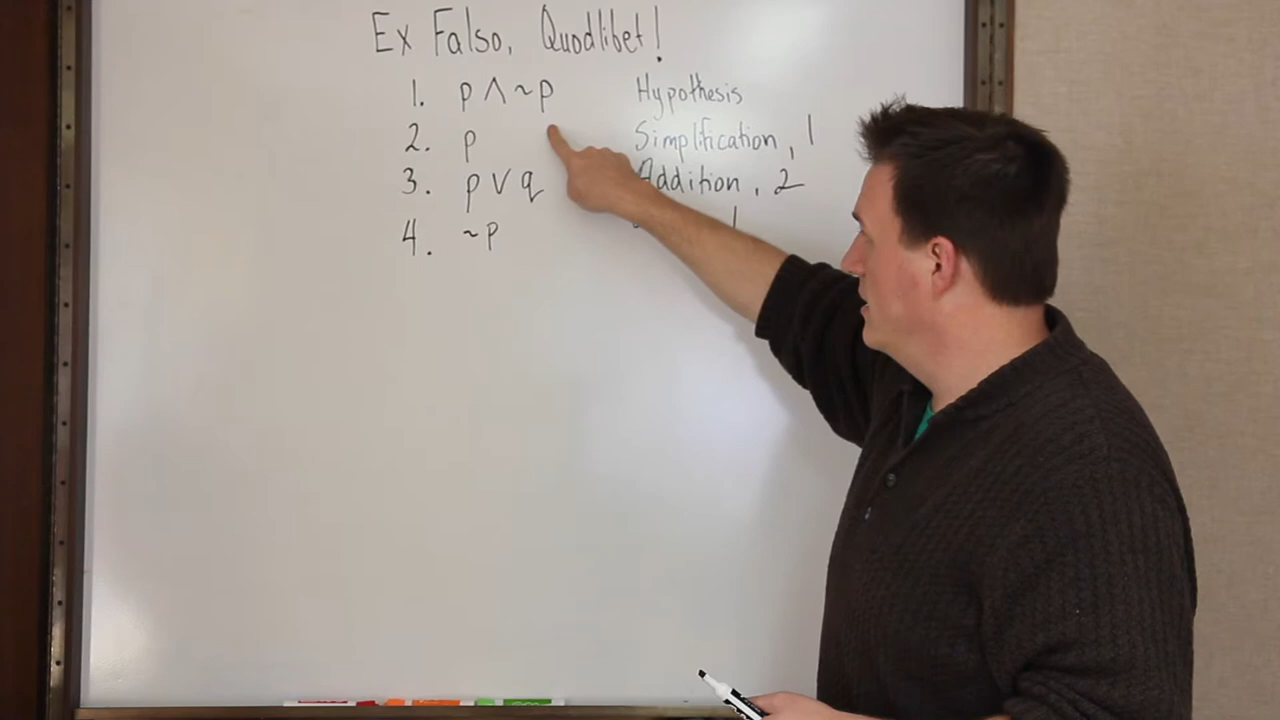 Ex Falso, Quodlibet!
1. p ∧ ~p Hypothesis
2. p Simplification, 1
3. p ∨ q Addition, 2
4. ~p